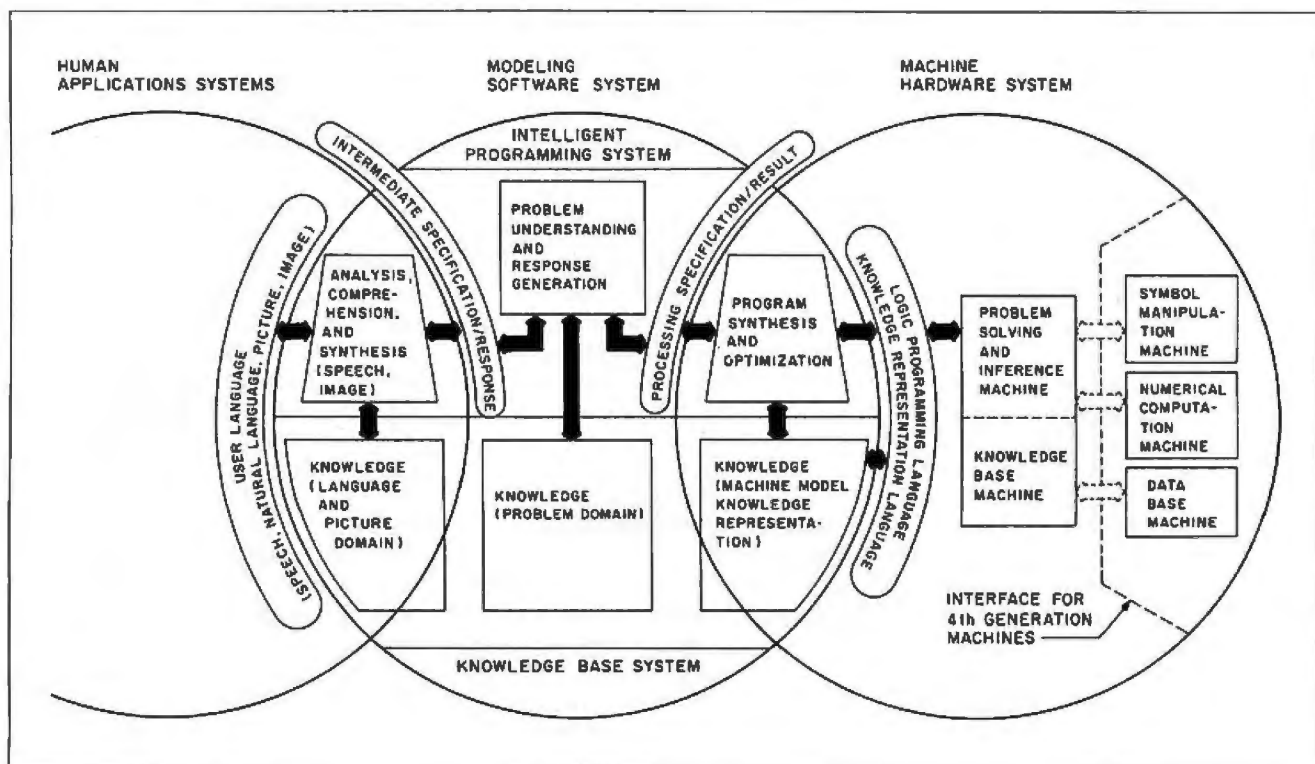 HUMAN
APPLICATIONS SYSTEMS
MODELING
SOFTWARE SYSTEM
MACHINE
HARDWARE SYSTEM
INTELLIGENT
PROGRAMMING SYSTEM
USER LANGUAGE
(SPEECH, NATURAL LANGUAGE, PICTURE, IMAGE)
ANALYSIS,
COMPRE-
HENSION,
AND
SYNTHESIS
(SPEECH,
IMAGE)
INTERMEDIATE SPECIFICATION/RESPONSE
PROBLEM
UNDERSTANDING
AND
RESPONSE
GENERATION
PROCESSING SPECIFICATION/RESULT
PROGRAM
SYNTHESIS
AND
OPTIMIZATION
LOGIC PROGRAMMING LANGUAGE
KNOWLEDGE REPRESENTATION LANGUAGE
PROBLEM
SOLVING
AND
INFERENCE
MACHINE
SYMBOL
MANIPULA-
TION
MACHINE
NUMERICAL
COMPUTA-
TION
MACHINE
KNOWLEDGE
(LANGUAGE
AND
PICTURE
DOMAIN)
KNOWLEDGE
(PROBLEM DOMAIN)
KNOWLEDGE
(MACHINE MODEL
KNOWLEDGE
REPRESENTA-
TION)
KNOWLEDGE
BASE
MACHINE
DATA
BASE
MACHINE
INTERFACE FOR
4th GENERATION
MACHINES
KNOWLEDGE BASE SYSTEM